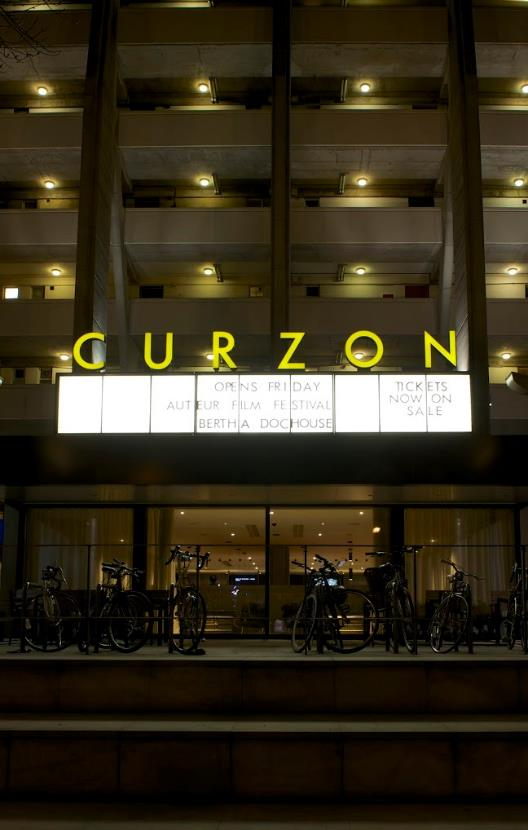 CURZON
OPENS FRIDAY
AUTEUR FILM FESTIVAL
BERTHA DOCHOUSE
TICKETS
NOW ON
SALE